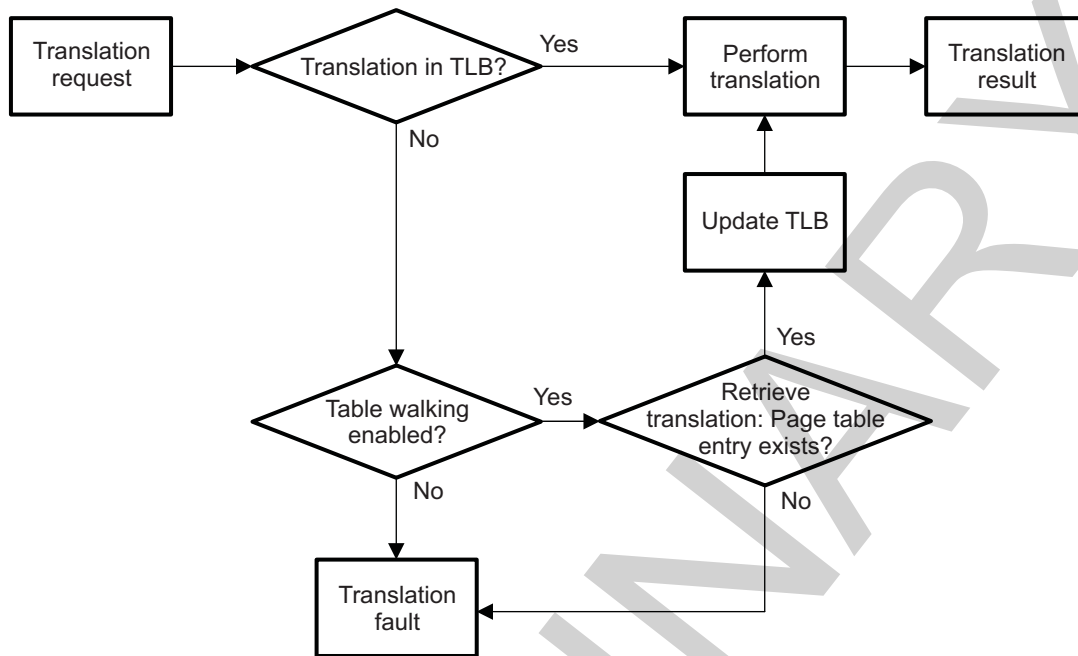 Translation
request
Translation in TLB?
Yes
Perform
translation
Translation
result
No
Update TLB
Yes
Table walking
enabled?
Yes
Retrieve
translation: Page table
entry exists?
No
No
Translation
fault